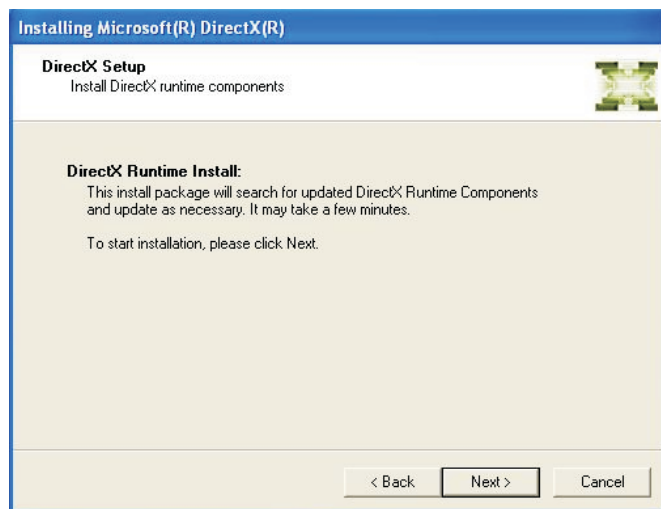 Installing Microsoft(R) DirectX(R)
DirectX Setup
Install DirectX runtime components
DirectX Runtime Install:
This install package will search for updated DirectX Runtime Components
and update as necessary. It may take a few minutes.
To start installation, please click Next.
< Back Next > Cancel